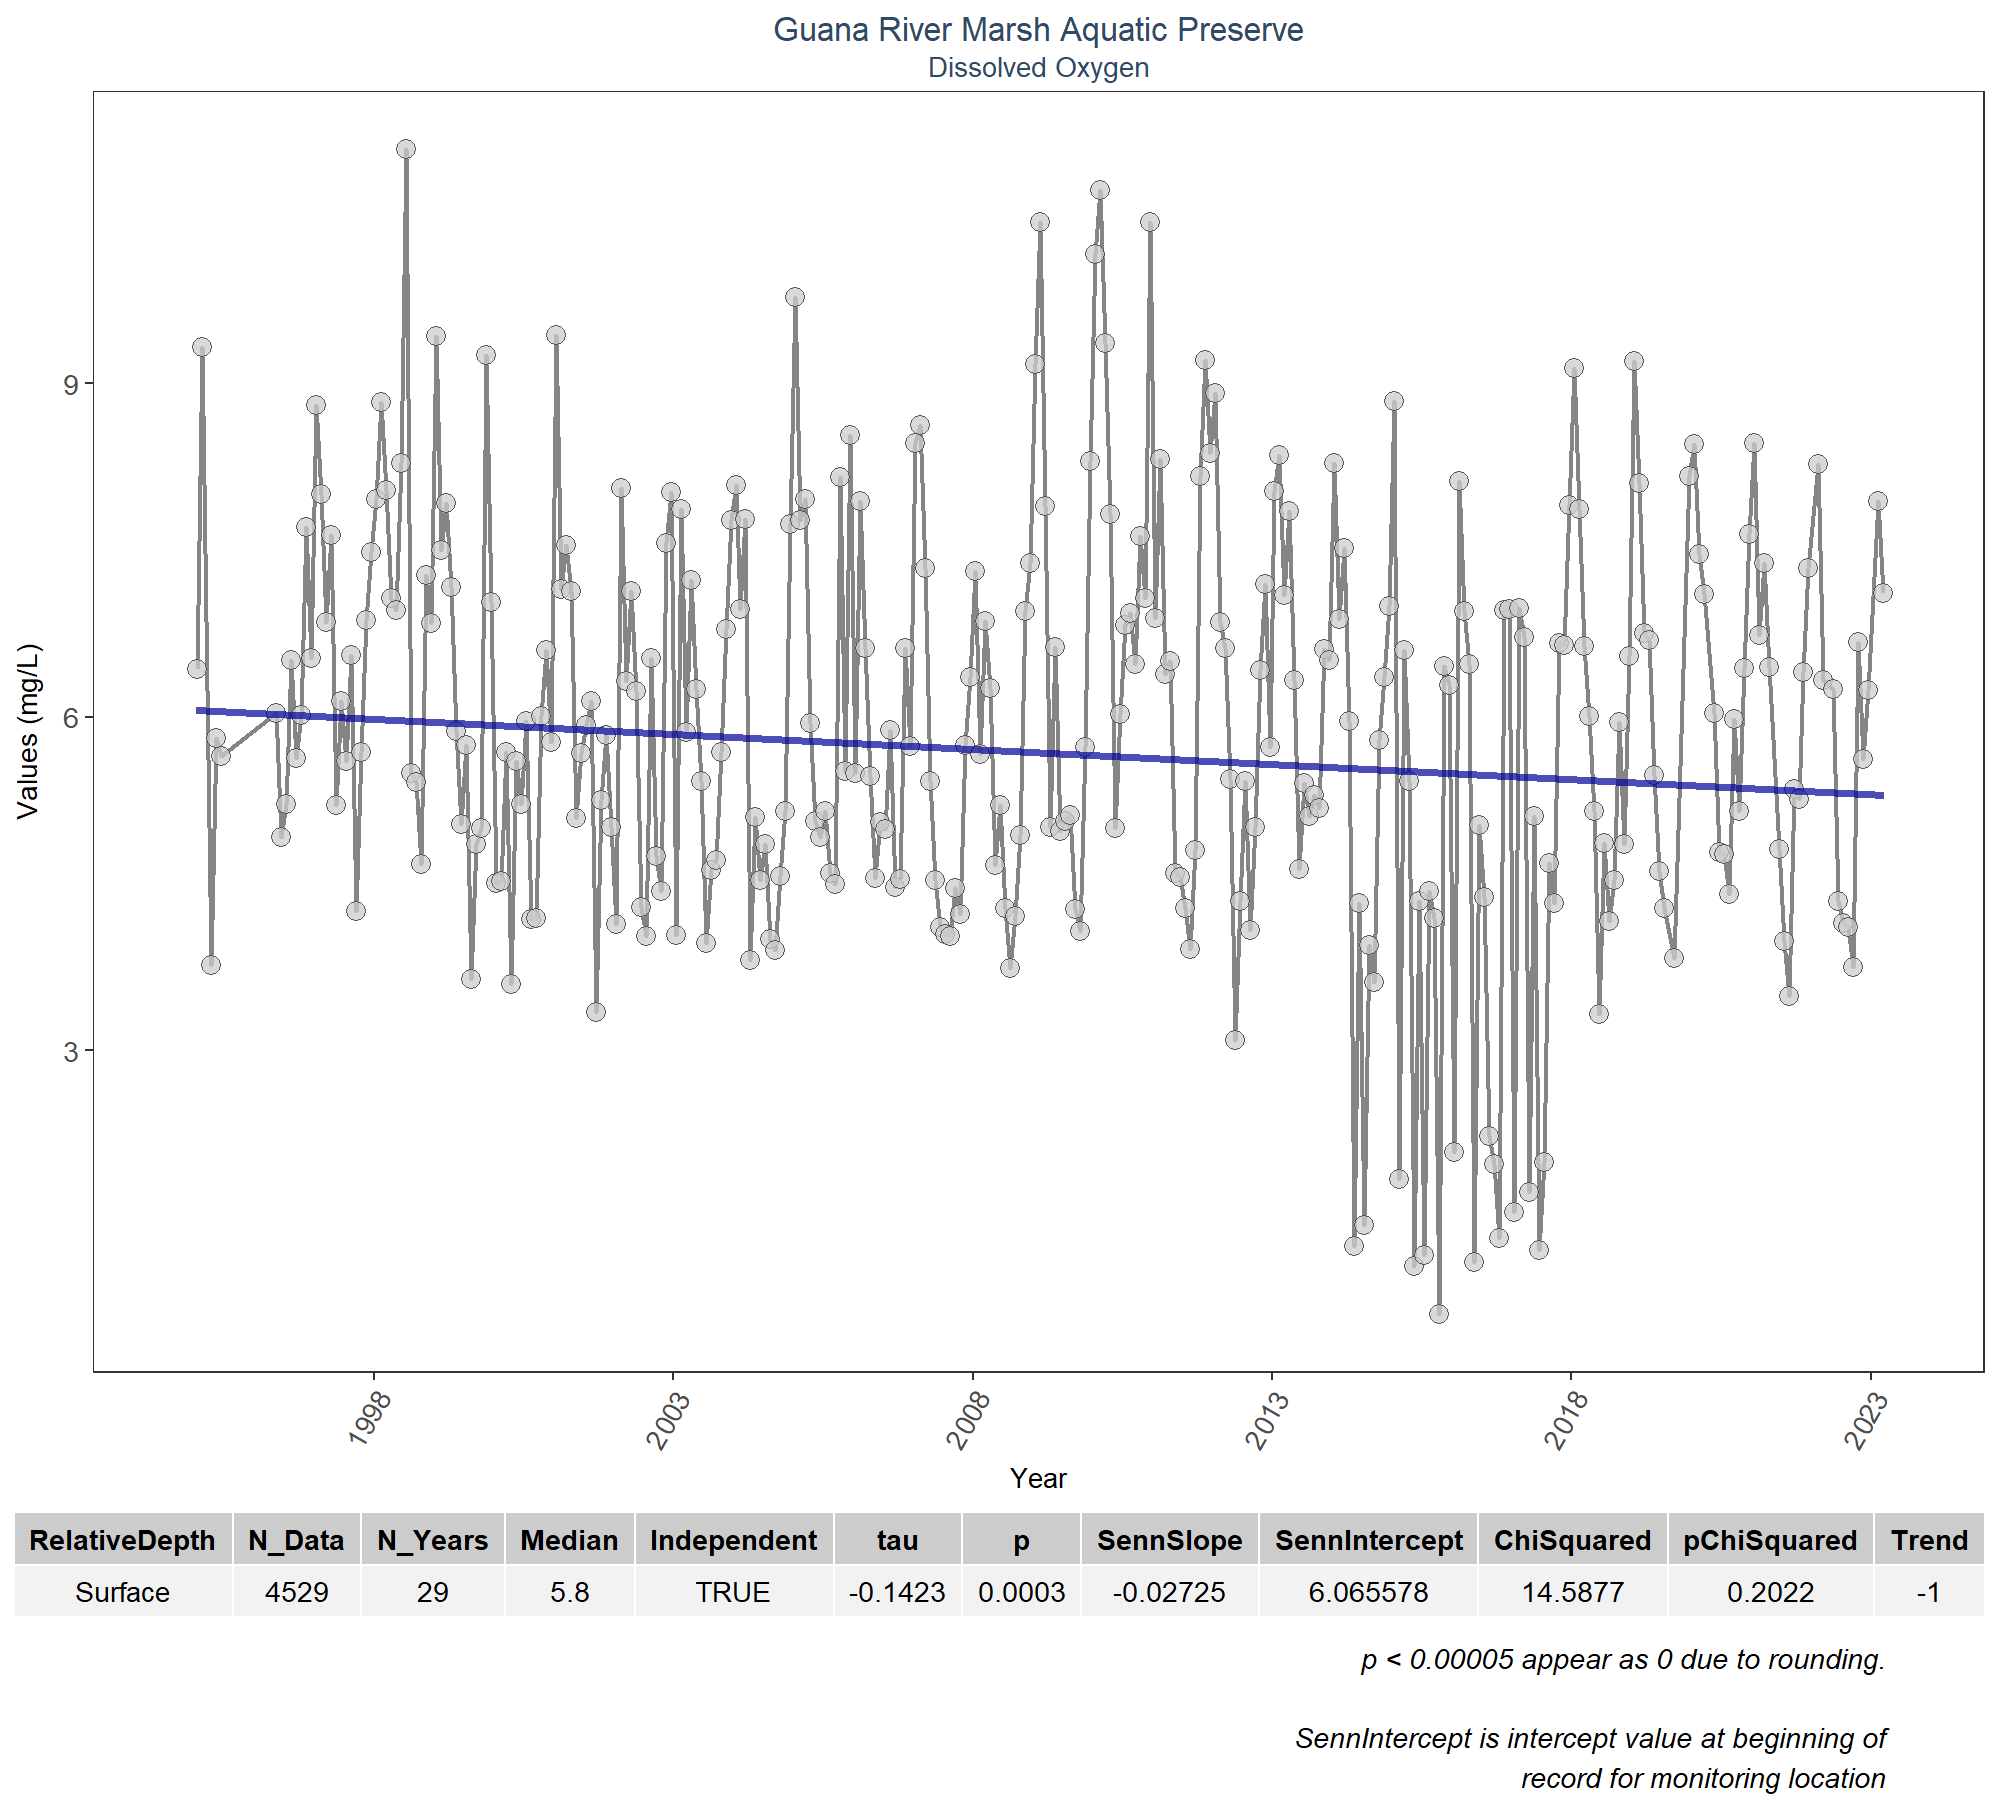 Guana River Marsh Aquatic Preserve
Dissolved Oxygen
Values (mg/L)
9
6
3
1998
2003
2008
2013
2018
2023
Year
RelativeDepth N_Data N_Years Median Independent tau p SennSlope SennIntercept ChiSquared pChiSquared Trend
Surface 4529 29 5.8 TRUE -0.1423 0.0003 -0.02725 6.065578 14.5877 0.2022 -1
p < 0.00005 appear as 0 due to rounding.
SennIntercept is intercept value at beginning of
record for monitoring location